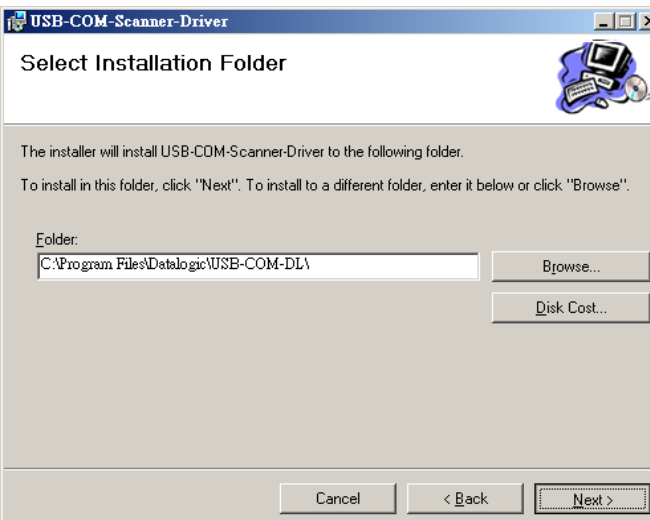 USB-COM-Scanner-Driver
Select Installation Folder
The installer will install USB-COM-Scanner-Driver to the following folder.
To install in this folder, click "Next". To install to a different folder, enter it below or click "Browse".
Folder:
C:\Program Files\Datalogic\USB-COM-DL\
Browse...
Disk Cost...
Cancel
< Back
Next >